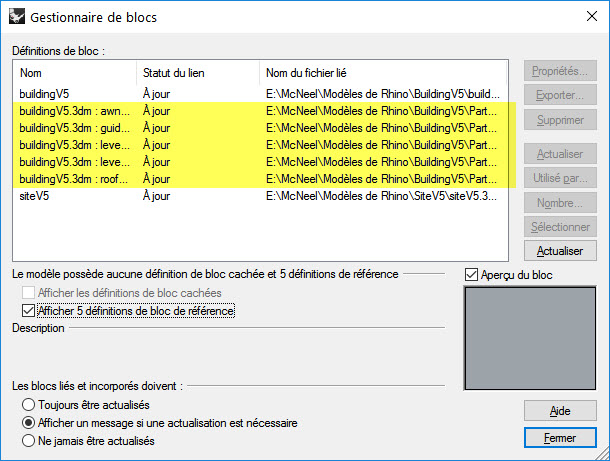 Gestionnaire de blocs
Définitions de bloc :
Nom Statut du lien Nom du fichier lié
buildingV5 À jour E:\McNeel\Modèles de Rhino\BuildingV5\build...
buildingV5.3dm : awn... À jour E:\McNeel\Modèles de Rhino\BuildingV5\Part...
buildingV5.3dm : guid... À jour E:\McNeel\Modèles de Rhino\BuildingV5\Part...
buildingV5.3dm : leve... À jour E:\McNeel\Modèles de Rhino\BuildingV5\Part...
buildingV5.3dm : leve... À jour E:\McNeel\Modèles de Rhino\BuildingV5\Part...
buildingV5.3dm : roof... À jour E:\McNeel\Modèles de Rhino\BuildingV5\Part...
siteV5 À jour E:\McNeel\Modèles de Rhino\SiteV5\siteV5.3...
Propriétés...
Exporter...
Supprimer
Actualiser
Utilisé par...
Nombre...
Sélectionner
Actualiser
Le modèle possède aucune définition de bloc cachée et 5 définitions de référence
Afficher les définitions de bloc cachées
Afficher 5 définitions de bloc de référence
Aperçu du bloc
Description
Les blocs liés et incorporés doivent :
Toujours être actualisés
Afficher un message si une actualisation est nécessaire
Ne jamais être actualisés
Aide
Fermer